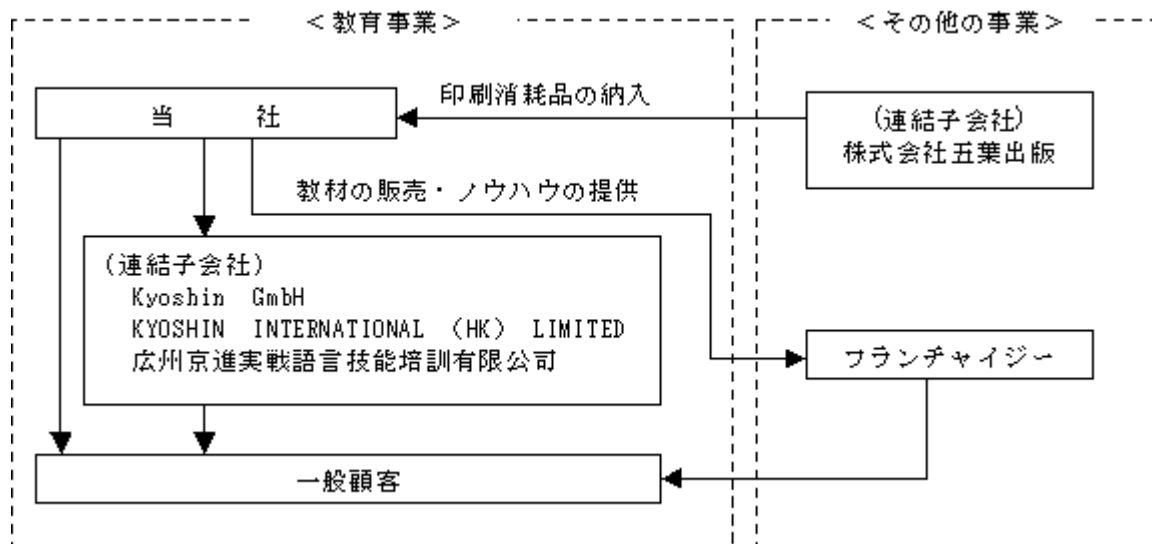 ＜教育事業＞
＜その他の事業＞
当　　社
印刷消耗品の納入
(連結子会社)
株式会社五葉出版
教材の販売・ノウハウの提供
(連結子会社)
Kyoshin GmbH
KYOSHIN INTERNATIONAL (HK) LIMITED
広州京進実戦語言技能培訓有限公司
フランチャイジー
一般顧客